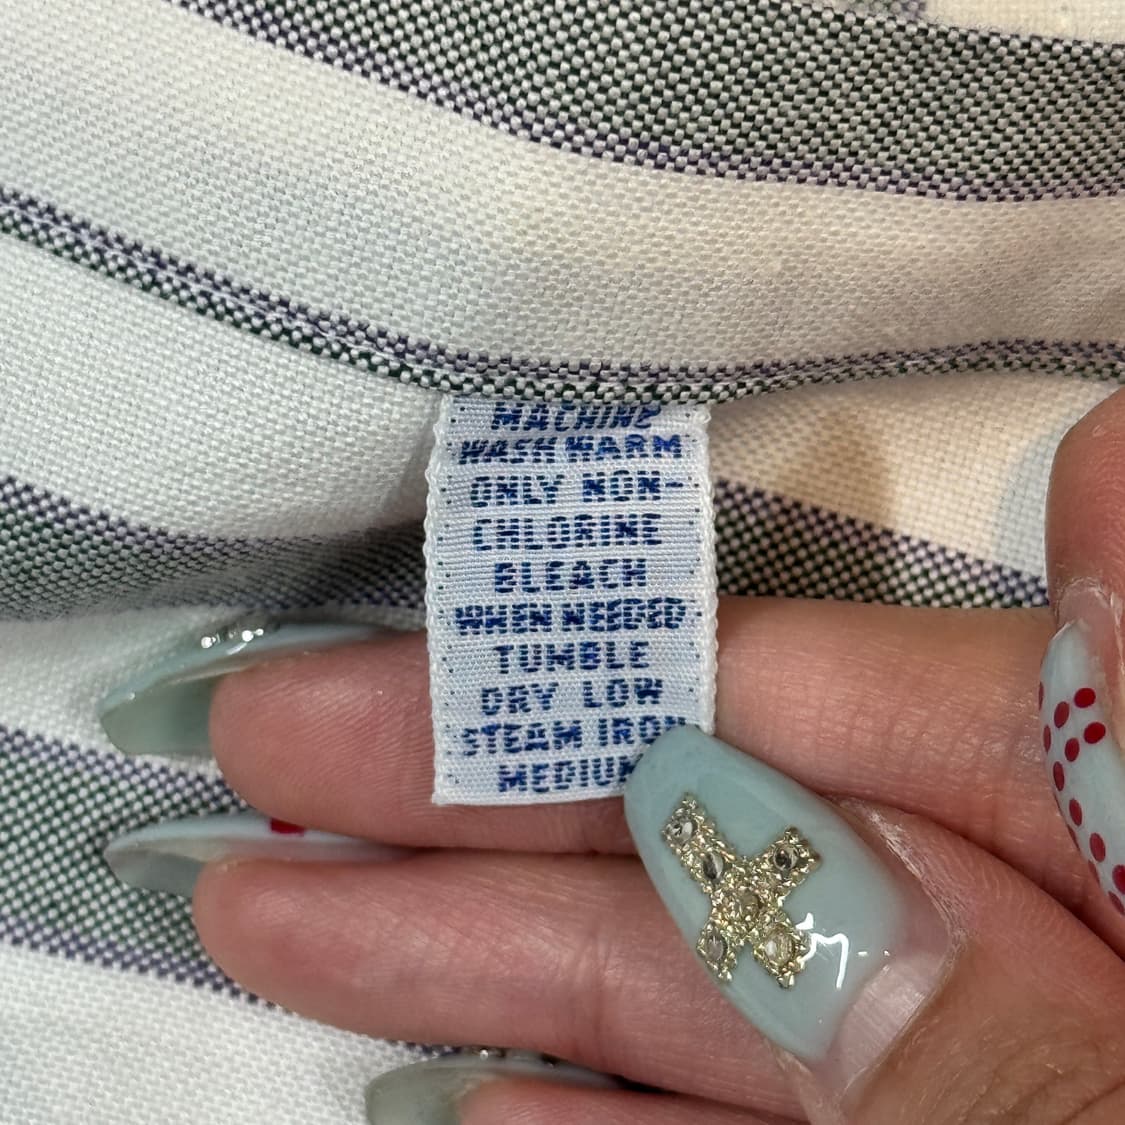 MACHINE
WASH WARM
ONLY NON-
CHLORINE
BLEACH
WHEN NEEDED
TUMBLE
DRY LOW
STEAM IRON
MEDIUM